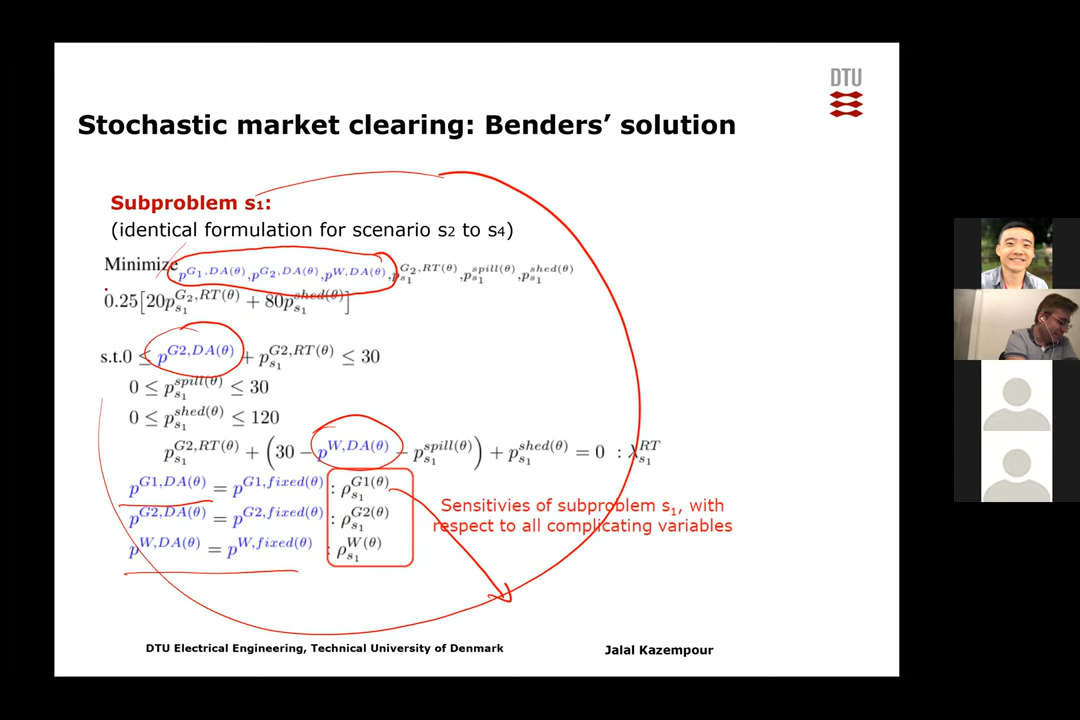 DTU
Stochastic market clearing: Benders’ solution
Subproblem s₁:
(identical formulation for scenario s₂ to s₄)
Minimize p^{G₁,DA(θ)}, p^{G₂,DA(θ)}, p^{W,DA(θ)}, p_{s₁}^{G₂,RT(θ)}, p_{s₁}^{spill(θ)}, p_{s₁}^{shed(θ)}
0.25[20p_{s₁}^{G₂,RT(θ)} + 80p_{s₁}^{shed(θ)}]
s.t. 0 ≤ p^{G2,DA(θ)} + p_{s₁}^{G2,RT(θ)} ≤ 30
0 ≤ p_{s₁}^{spill(θ)} ≤ 30
0 ≤ p_{s₁}^{shed(θ)} ≤ 120
p_{s₁}^{G2,RT(θ)} + (30 − p^{W,DA(θ)} − p_{s₁}^{spill(θ)}) + p_{s₁}^{shed(θ)} = 0 : λ_{s₁}^{RT}
p^{G1,DA(θ)} = p^{G1,fixed(θ)} : ρ_{s₁}^{G1(θ)}
p^{G2,DA(θ)} = p^{G2,fixed(θ)} : ρ_{s₁}^{G2(θ)}
p^{W,DA(θ)} = p^{W,fixed(θ)} : ρ_{s₁}^{W(θ)}
Sensitivies of subproblem s₁, with
respect to all complicating variables
DTU Electrical Engineering, Technical University of Denmark
Jalal Kazempour